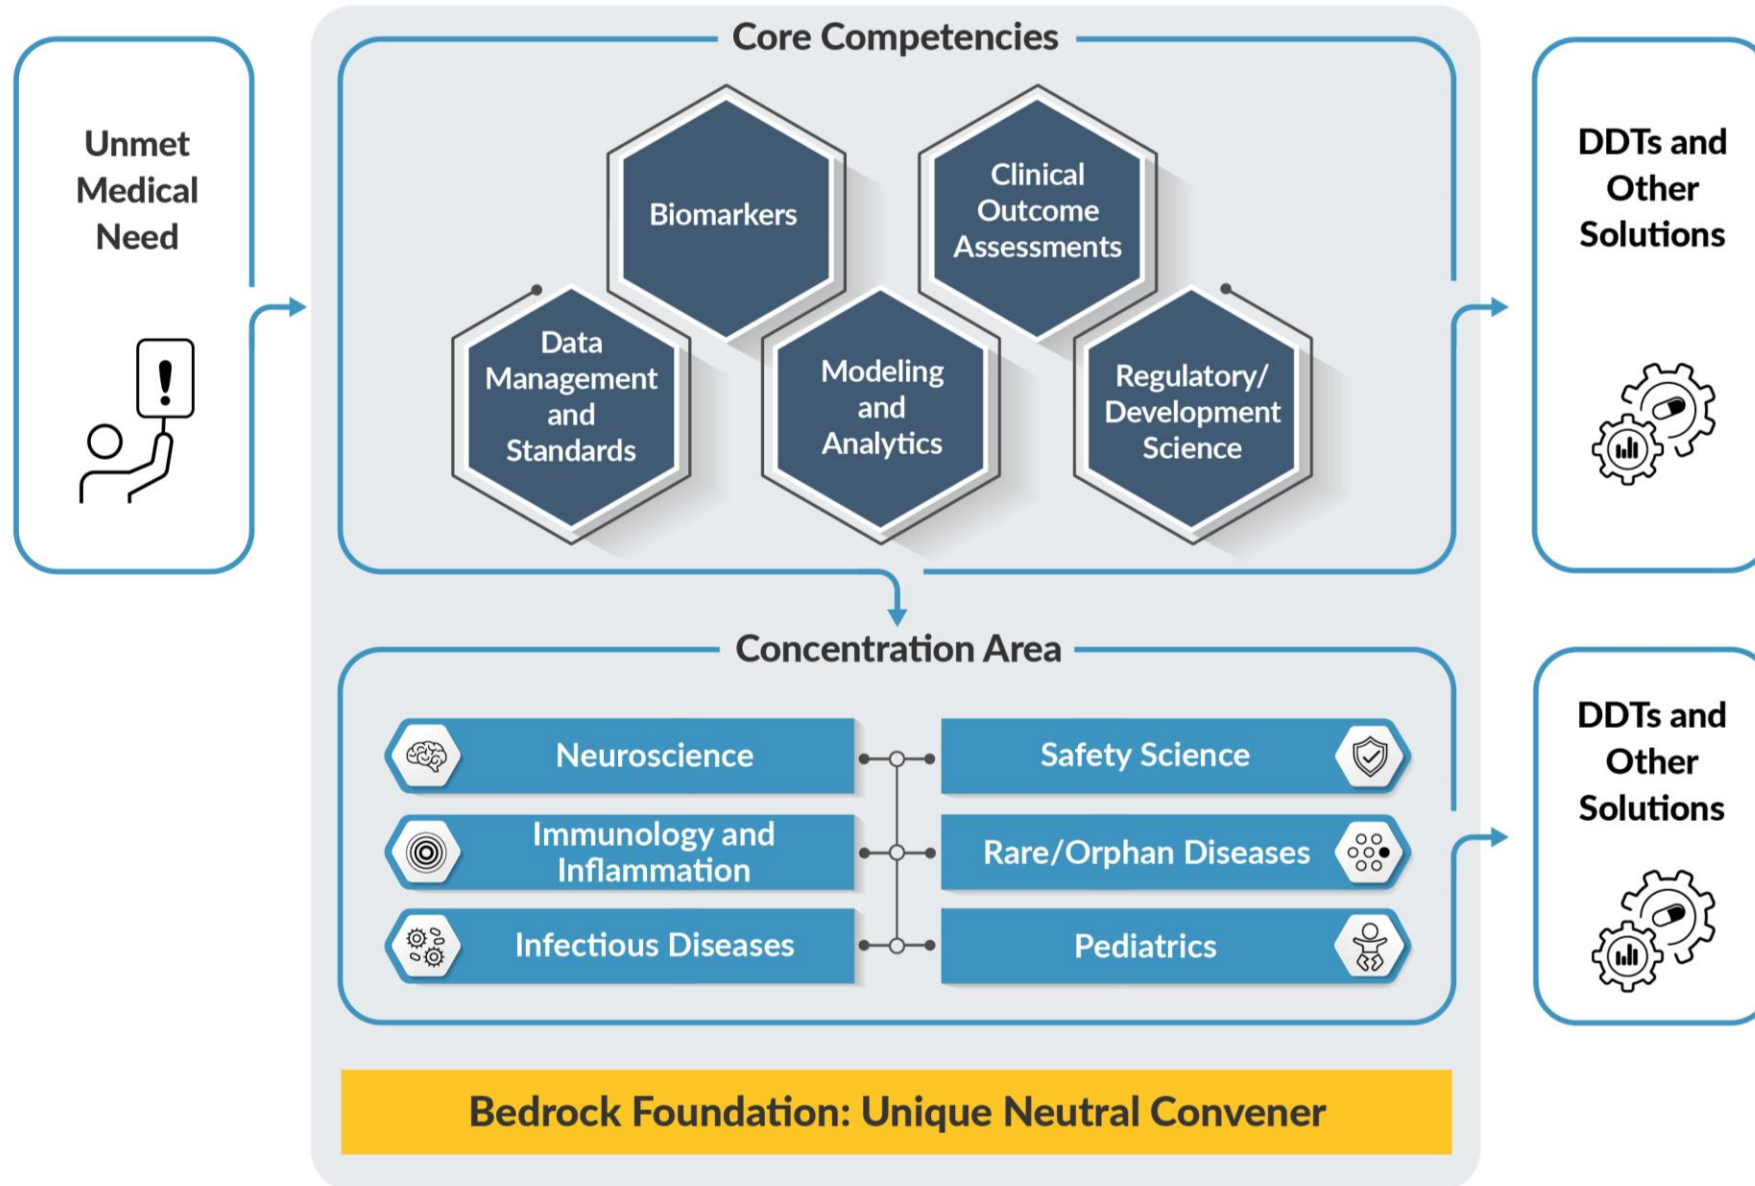 Core Competencies
Unmet
Medical
Need
Biomarkers
Clinical
Outcome
Assessments
Data
Management
and
Standards
Modeling
and
Analytics
Regulatory/
Development
Science
DDTs and
Other
Solutions
Concentration Area
Neuroscience
Safety Science
Immunology and
Inflammation
Rare/Orphan Diseases
Infectious Diseases
Pediatrics
DDTs and
Other
Solutions
Bedrock Foundation: Unique Neutral Convener